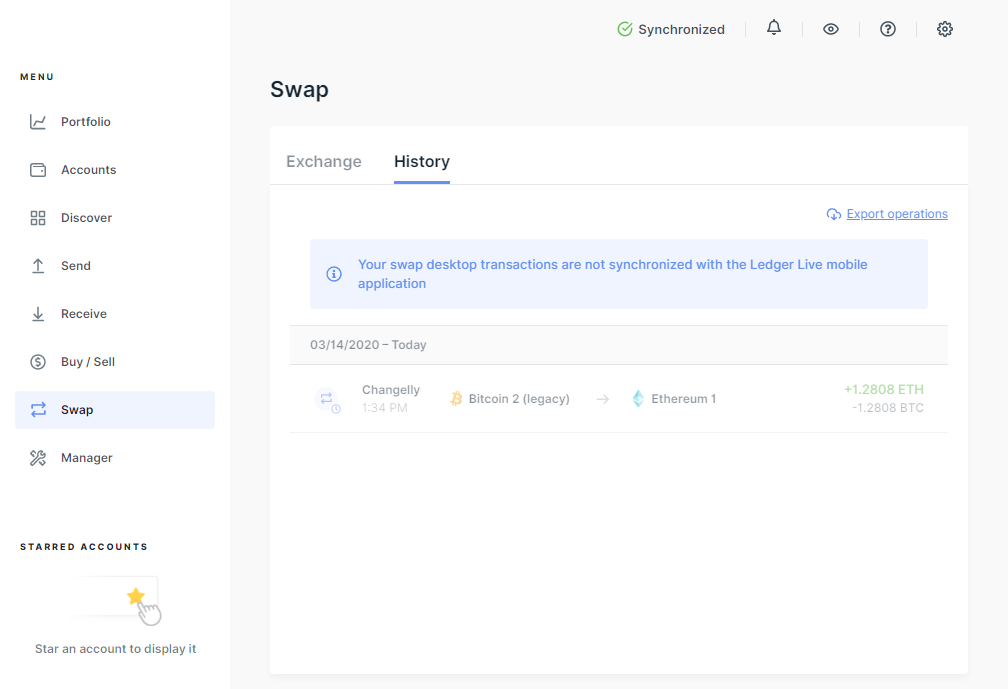 Synchronized
MENU
Swap
Portfolio
Exchange History
Accounts
Export operations
Discover
Your swap desktop transactions are not synchronized with the Ledger Live mobile
application
Send
Receive
03/14/2020 – Today
Buy / Sell
Changelly
1:34 PM
Bitcoin 2 (legacy) → Ethereum 1
+1.2808 ETH
-1.2808 BTC
Swap
Manager
STARRED ACCOUNTS
Star an account to display it